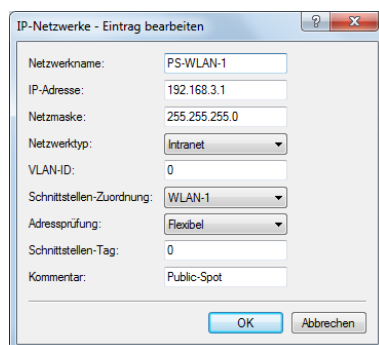 IP-Netzwerke - Eintrag bearbeiten
Netzwerkname: PS-WLAN-1
IP-Adresse: 192.168.3.1
Netzmaske: 255.255.255.0
Netzwerktyp: Intranet
VLAN-ID: 0
Schnittstellen-Zuordnung: WLAN-1
Adressprüfung: Flexibel
Schnittstellen-Tag: 0
Kommentar: Public-Spot
OK Abbrechen